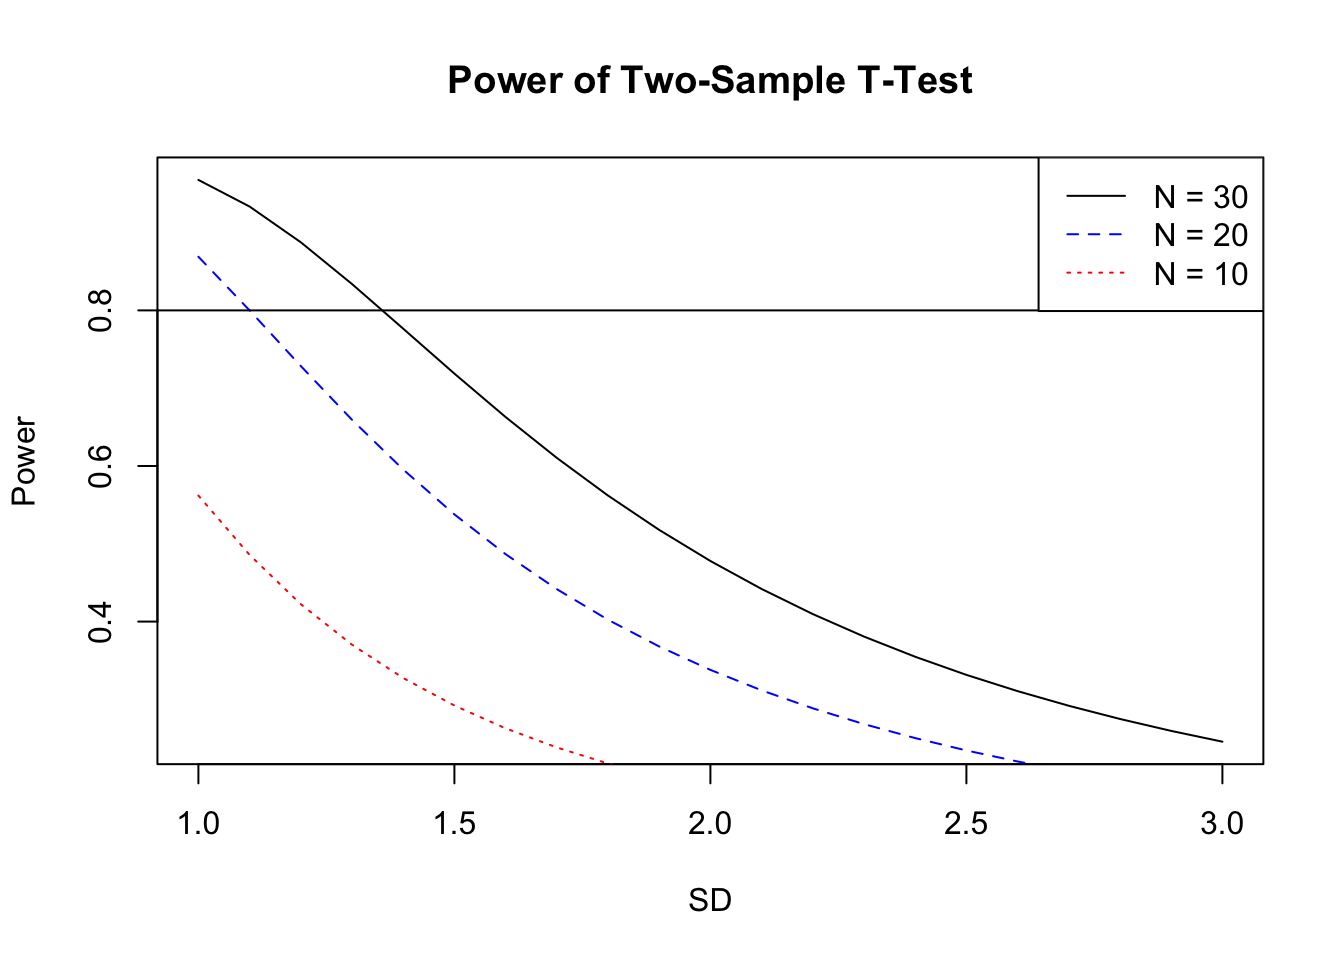 Power of Two-Sample T-Test
N = 30
N = 20
N = 10
Power
0.8
0.6
0.4
1.0 1.5 2.0 2.5 3.0
SD